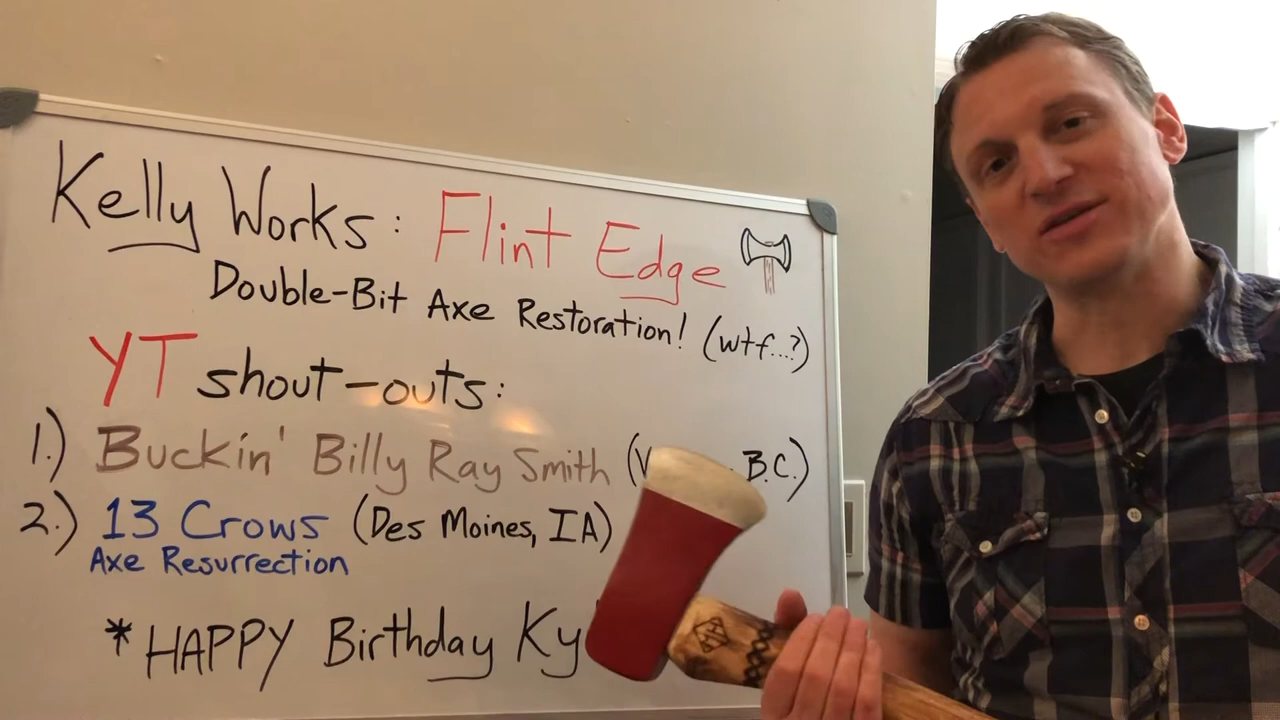 Kelly Works: Flint Edge
Double-Bit Axe Restoration! (wtf...?)
YT shout-outs:
1.) Buckin' Billy Ray Smith (V B.C.)
2.) 13 Crows (Des Moines, IA)
Axe Resurrection
*HAPPY Birthday Ky